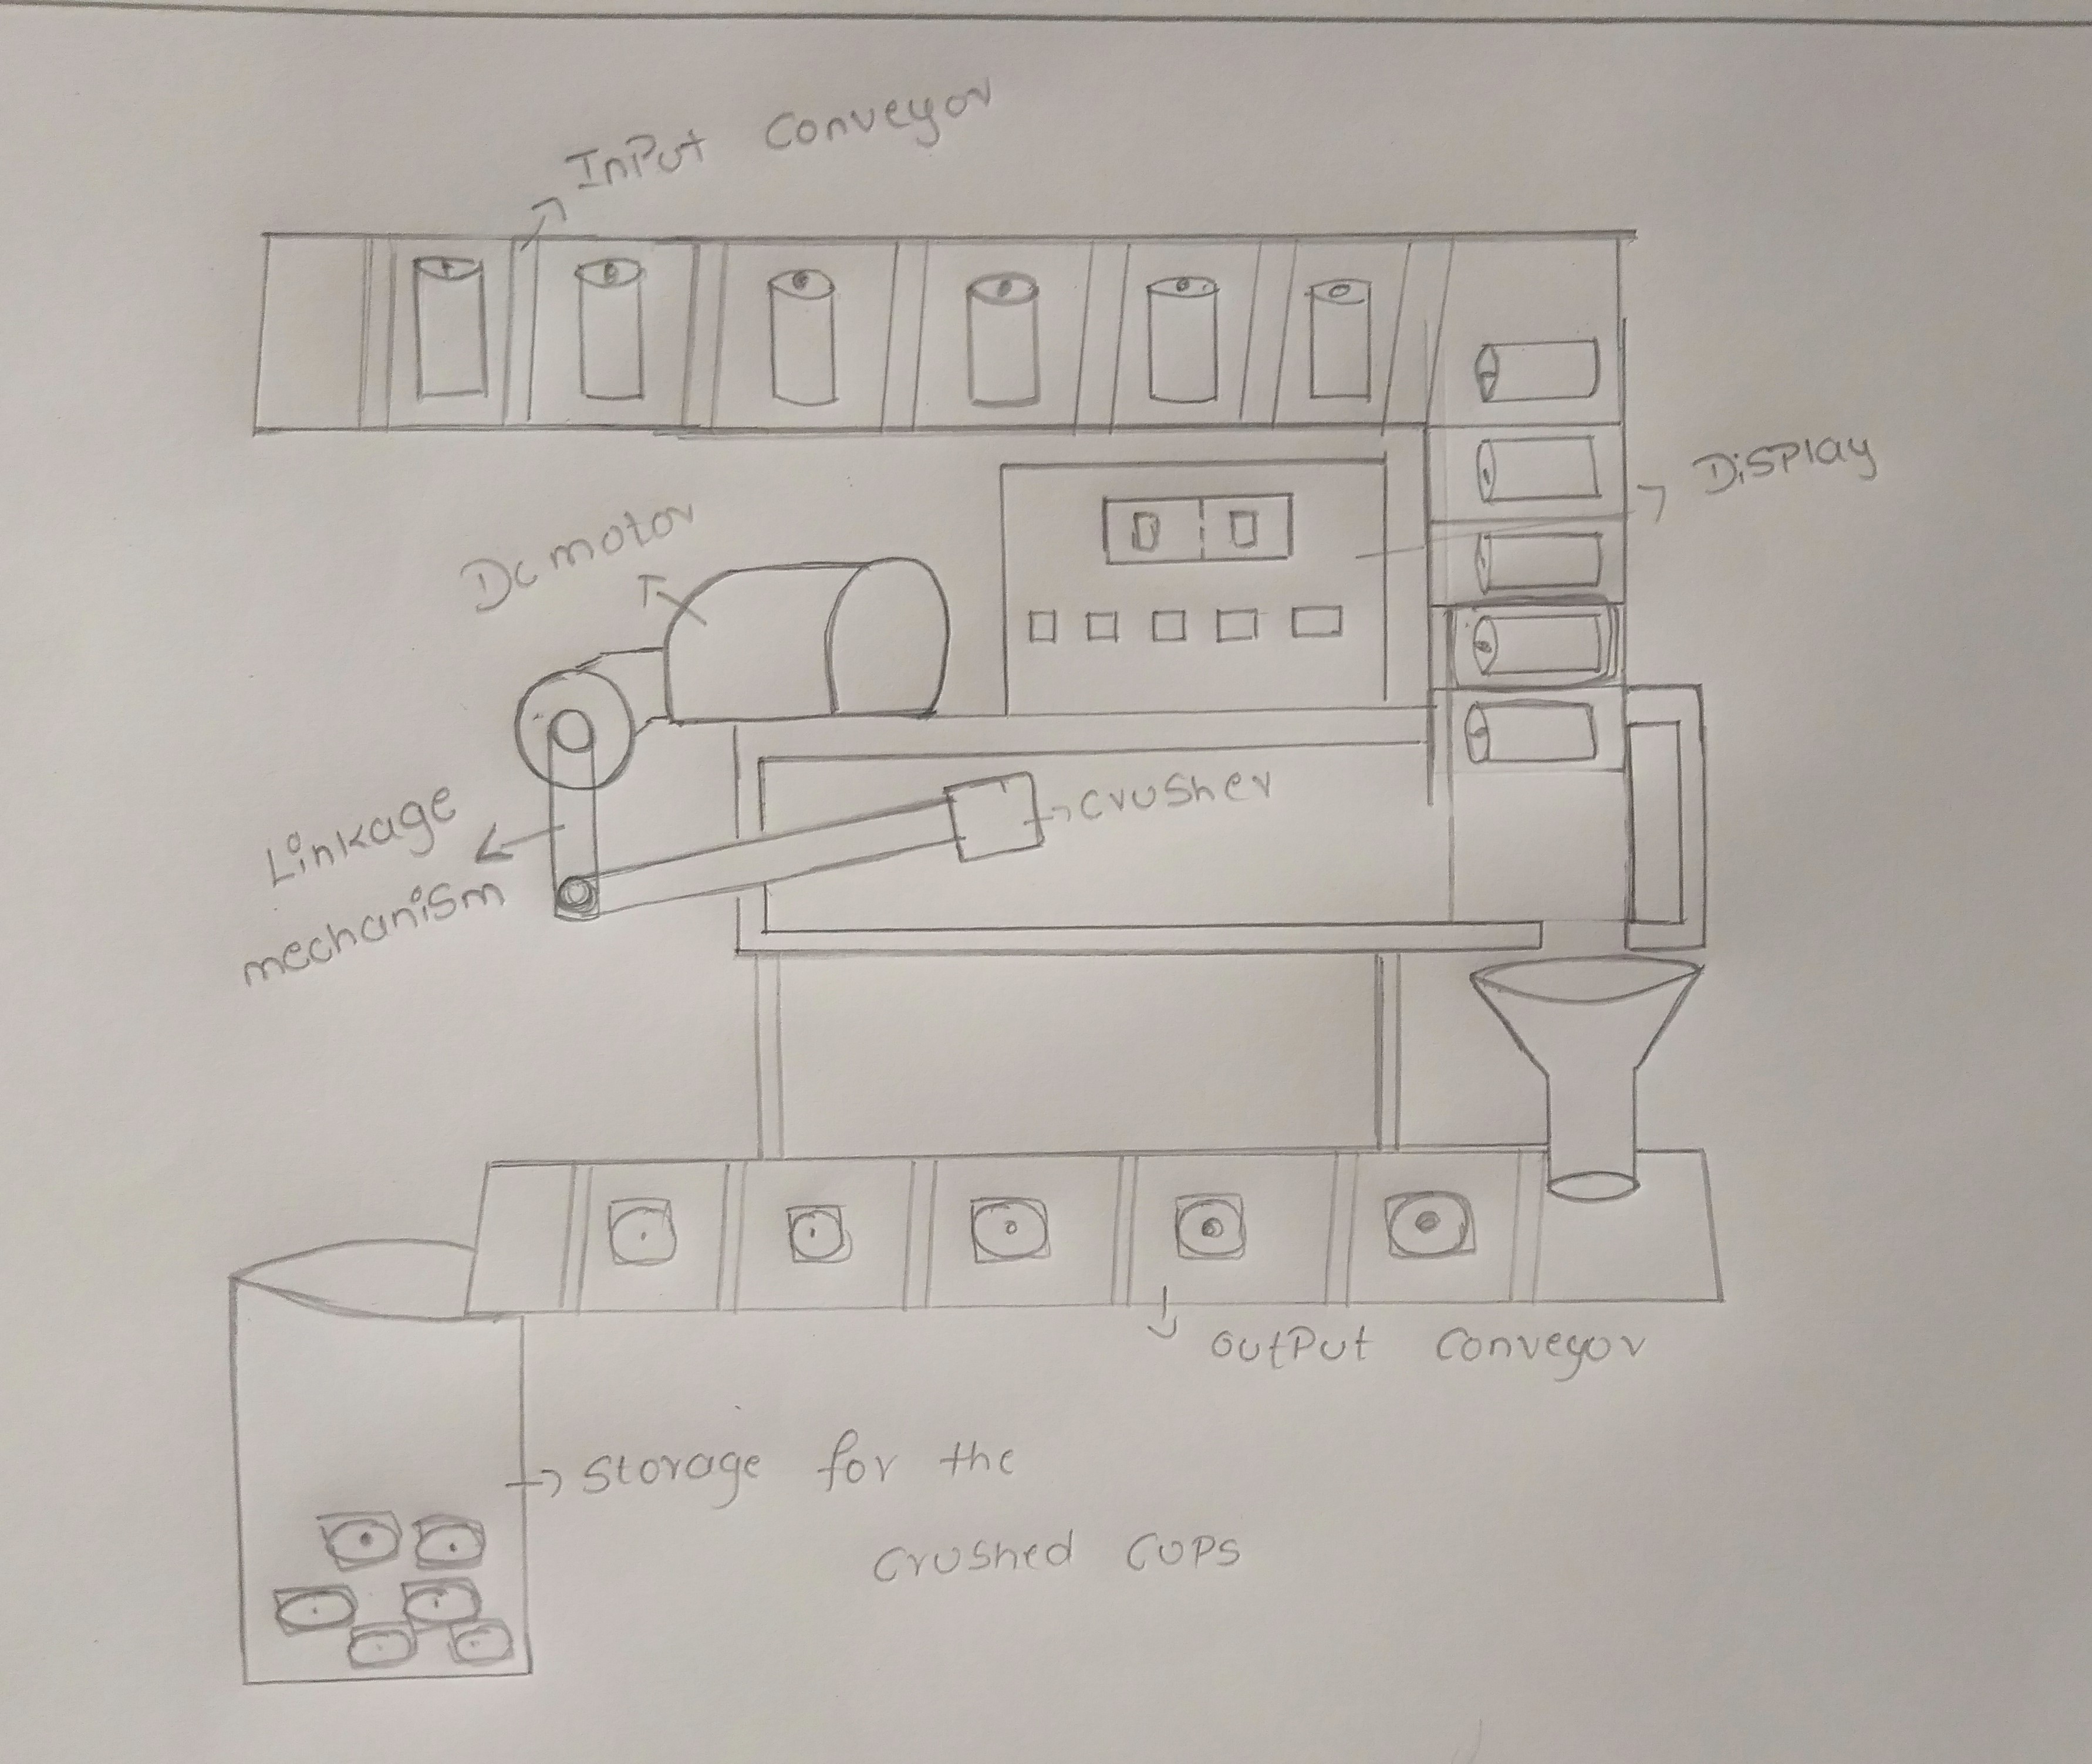 InPut Conveyor
Display
Dc motor
crusher
Linkage
mechanism
outPut Conveyor
Storage for the
crushed cups